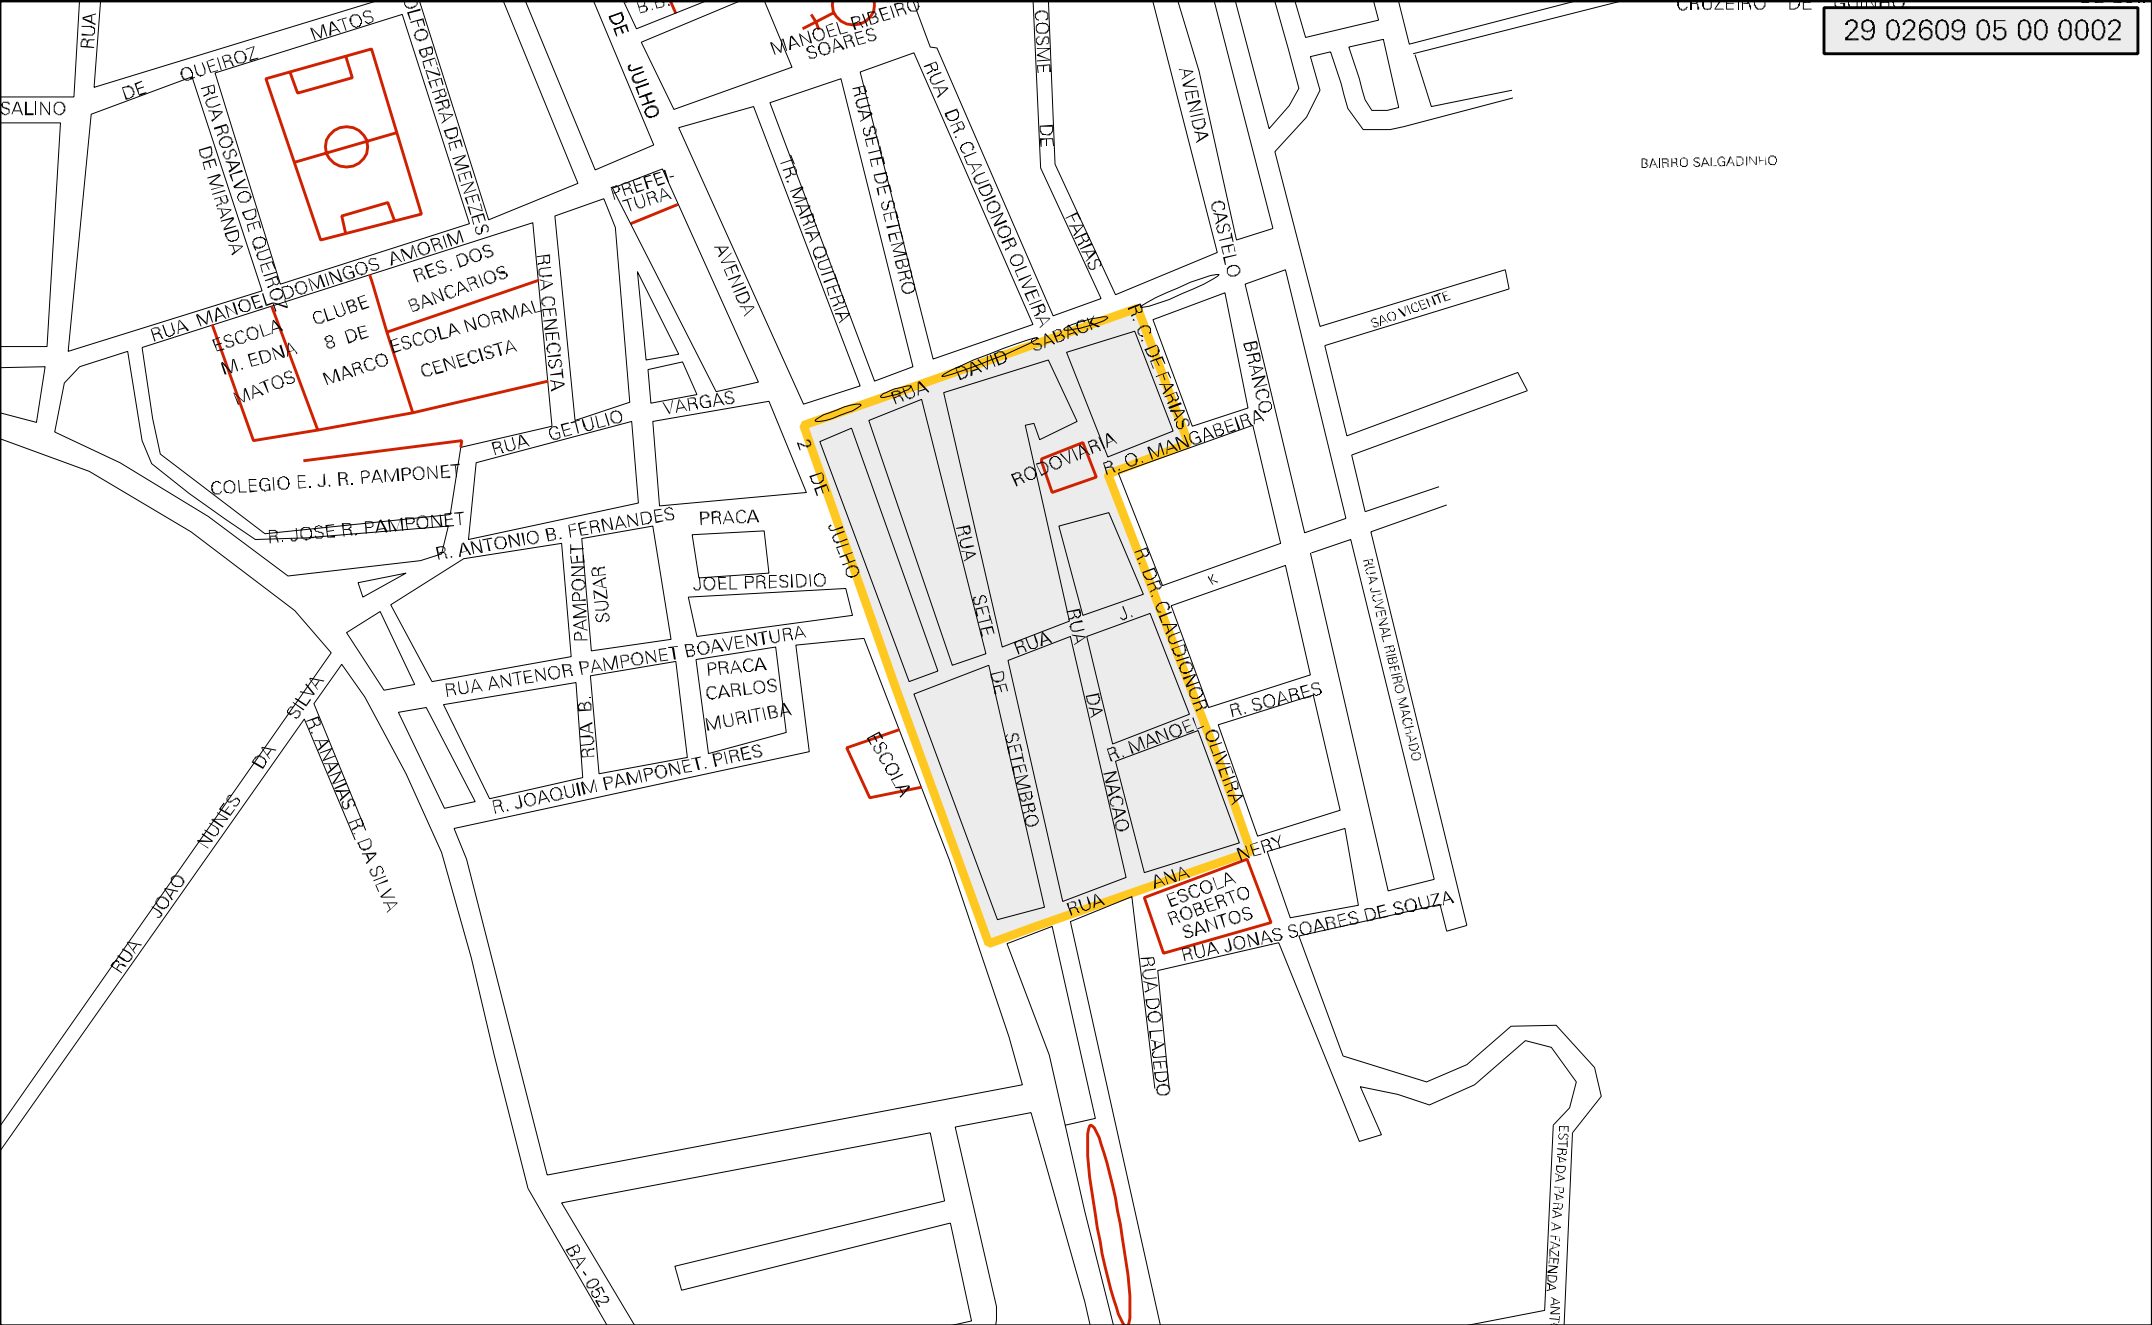 CRUZEIRO DE
29 02609 05 00 0002
RUA
SALINO
DE QUEIROZ MATOS
OLFO BEZERRA DE MENEZES
RUA ROSALVO DE QUEIROZ
DE MIRANDA
B.B.
DE JULHO
MANOEL RIBEIRO
SOARES
COSME DE FARIAS
AVENIDA CASTELO BRANCO
BAIRRO SALGADINHO
RUA DR. CLAUDIONOR OLIVEIRA
RUA SETE DE SETEMBRO
TR. MARIA QUITERIA
PREFEI-
TURA
AVENIDA
RUA MANOEL DOMINGOS AMORIM
RES. DOS
BANCARIOS
CLUBE
8 DE
MARCO
ESCOLA
M. EDNA
MATOS
ESCOLA NORMAL
CENECISTA
RUA CENECISTA
SAO VICENTE
RUA DAVID SABACK
R. C. DE FARIAS
RUA GETULIO VARGAS
R. O. MANGABEIRA
RODOVIARIA
COLEGIO E. J. R. PAMPONET
R. JOSE R. PAMPONET
R. ANTONIO B. FERNANDES
PRACA
JOEL PRESIDIO
2 DE JULHO
PAMPONET
SUZAR
RUA SETE DE SETEMBRO
RUA J. K
R. DR. CLAUDIONOR OLIVEIRA
RUA JUVENAL RIBEIRO MACHADO
RUA DA NACAO
RUA ANTENOR PAMPONET BOAVENTURA
PRACA
CARLOS
MURITIBA
RUA B.
R. MANOEL R. SOARES
R. JOAQUIM PAMPONET. PIRES
ESCOLA
RUA JOAO NUNES DA SILVA
R. ANANIAS R. DA SILVA
RUA ANA NERY
ESCOLA
ROBERTO
SANTOS
RUA JONAS SOARES DE SOUZA
RUA DO LAJEDO
ESTRADA PARA A FAZENDA
BA - 052